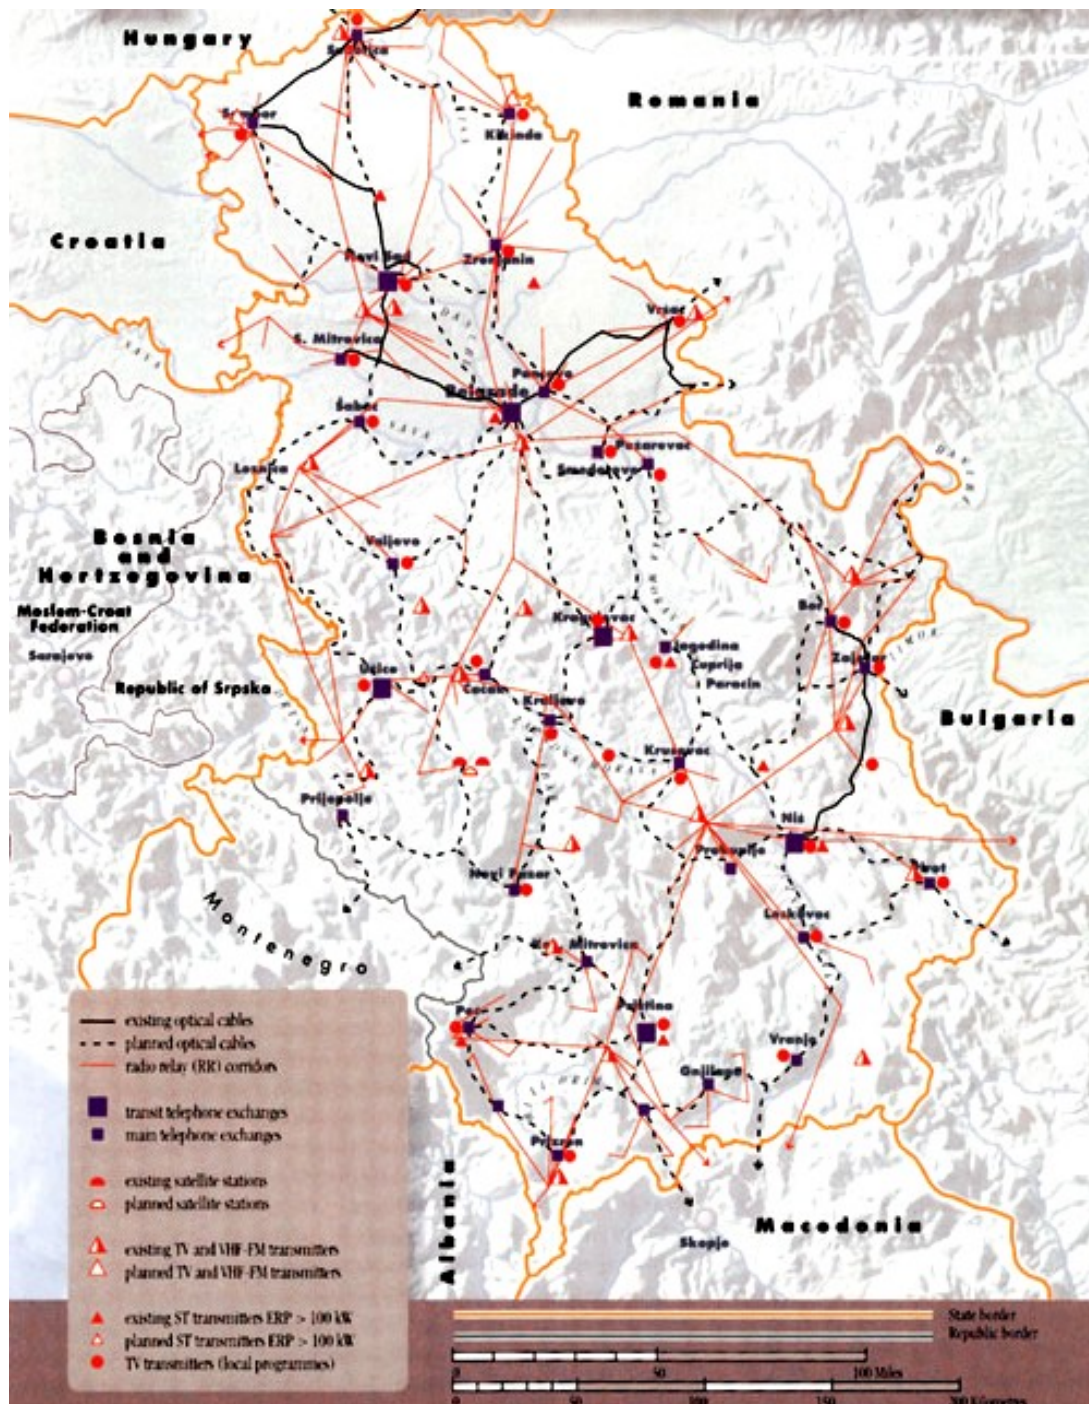 Hungary
Romania
Subotica
Sombor
Kikinda
Croatia
Novi Sad
Zrenjanin
Vrsac
S. Mitrovica
SAVA
Pancevo
Belgrade
Šabac
SAVA
Pozarevac
Smederevo
Loznica
Bosnia
and
Hertzegovina
Valjevo
Moslem-Croat
Federation
Sarajevo
Republic of Srpska
Bor
Kragujevac
Jagodina
Cuprija
Paracin
Zajecar
TIMOK
Uzice
Cacak
Kraljevo
Bulgaria
Krusevac
Prijepolje
Nis
Prokuplje
Pirot
Novi Pazar
Leskovac
Montenegro
Mitrovica
Pec
Pristina
Vranje
Gnjilane
Prizren
Albania
Macedonia
Skopje
existing optical cables
planned optical cables
radio relay (RR) corridors
transit telephone exchanges
main telephone exchanges
existing satellite stations
planned satellite stations
existing TV and VHF-FM transmitters
planned TV and VHF-FM transmitters
existing ST transmitters ERP > 100 kW
planned ST transmitters ERP > 100 kW
TV transmitters (local programmes)
State border
Republic border
0 50 100 Miles
0 50 100 150 200 Kilometres